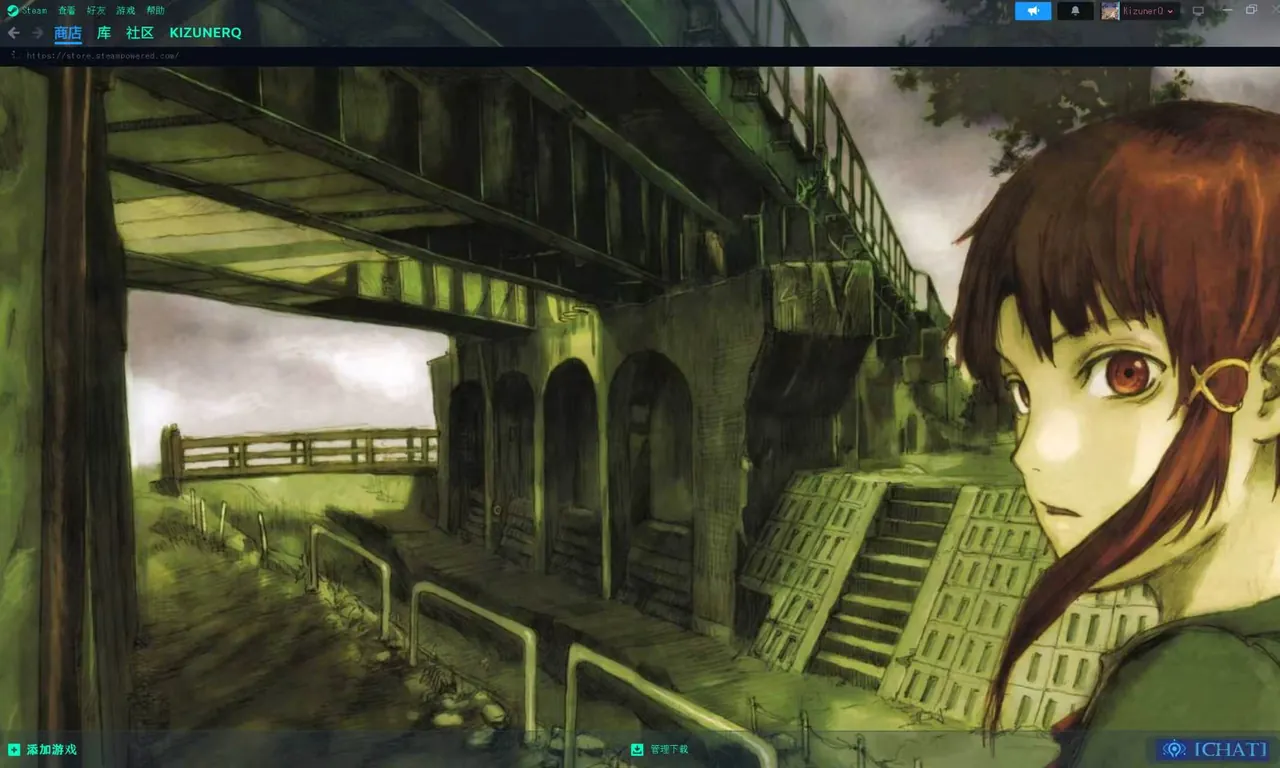 Steam 查看 好友 游戏 帮助
KizunerQ
商店 库 社区 KIZUNERQ
https://store.steampowered.com/
添加游戏
管理下载
[CHAT]